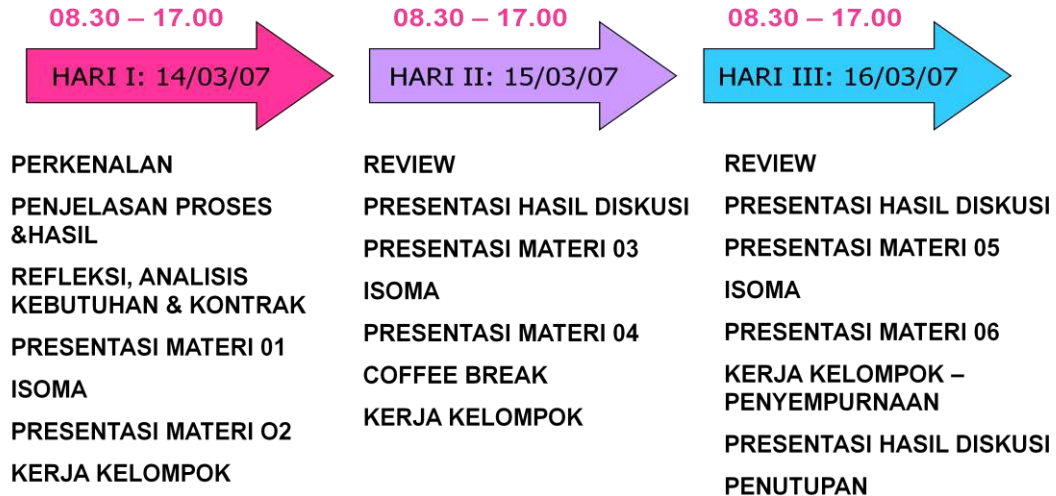 08.30 – 17.00
HARI I: 14/03/07
PERKENALAN
PENJELASAN PROSES
&HASIL
REFLEKSI, ANALISIS
KEBUTUHAN & KONTRAK
PRESENTASI MATERI 01
ISOMA
PRESENTASI MATERI O2
KERJA KELOMPOK
08.30 – 17.00
HARI II: 15/03/07
REVIEW
PRESENTASI HASIL DISKUSI
PRESENTASI MATERI 03
ISOMA
PRESENTASI MATERI 04
COFFEE BREAK
KERJA KELOMPOK
08.30 – 17.00
HARI III: 16/03/07
REVIEW
PRESENTASI HASIL DISKUSI
PRESENTASI MATERI 05
ISOMA
PRESENTASI MATERI 06
KERJA KELOMPOK –
PENYEMPURNAAN
PRESENTASI HASIL DISKUSI
PENUTUPAN